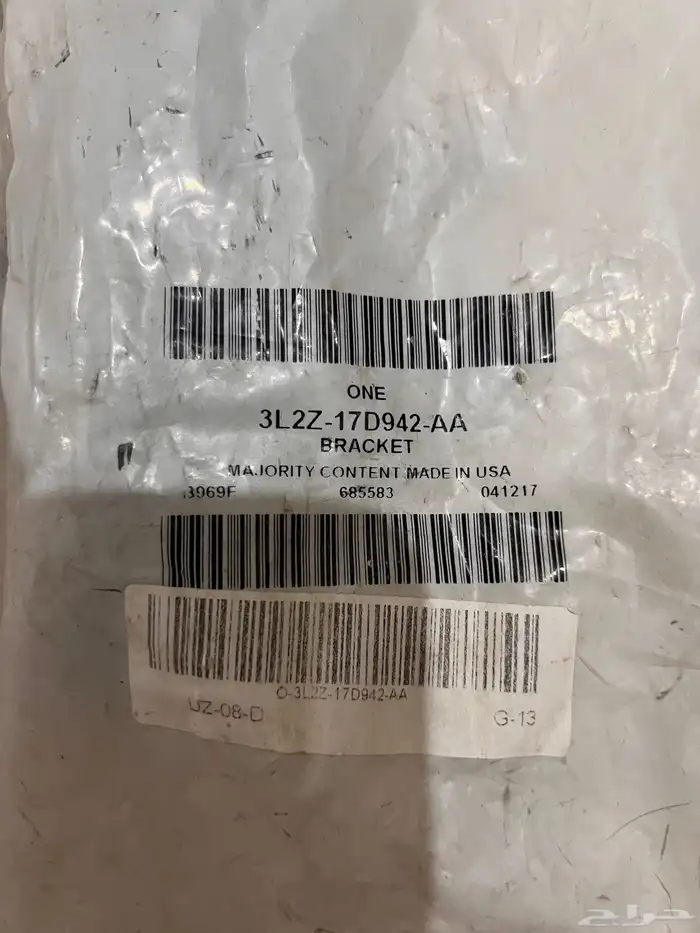 ONE
3L2Z-17D942-AA
BRACKET
MAJORITY CONTENT MADE IN USA
3969F 685583 041217
O-3L2Z-17D942-AA
UZ-08-D G-13
حراج